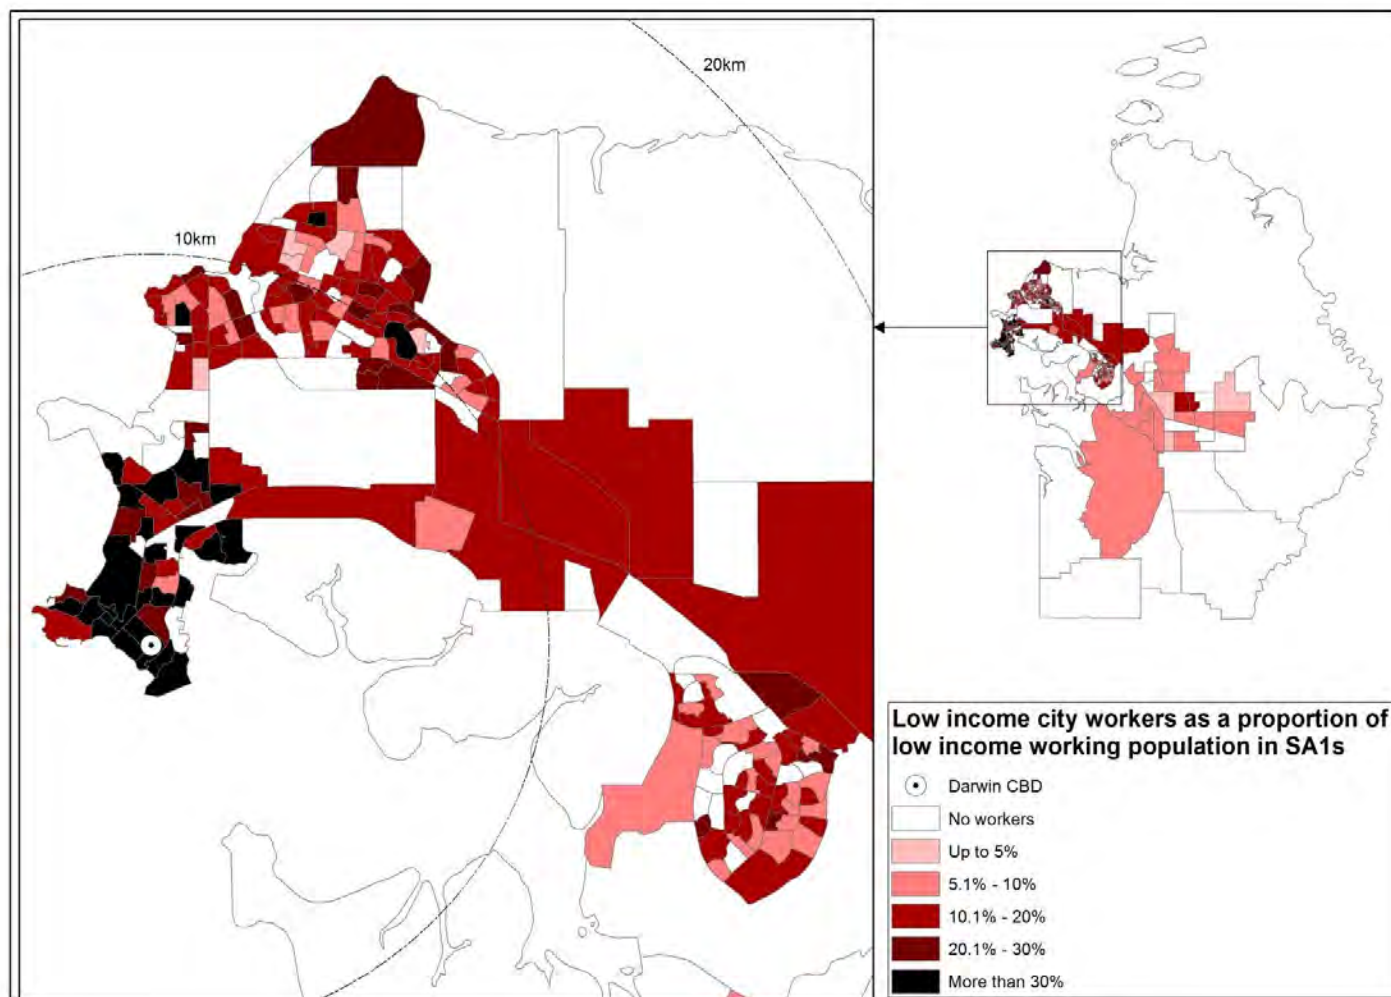 20km
10km
Low income city workers as a proportion of
low income working population in SA1s
Darwin CBD
No workers
Up to 5%
5.1% - 10%
10.1% - 20%
20.1% - 30%
More than 30%